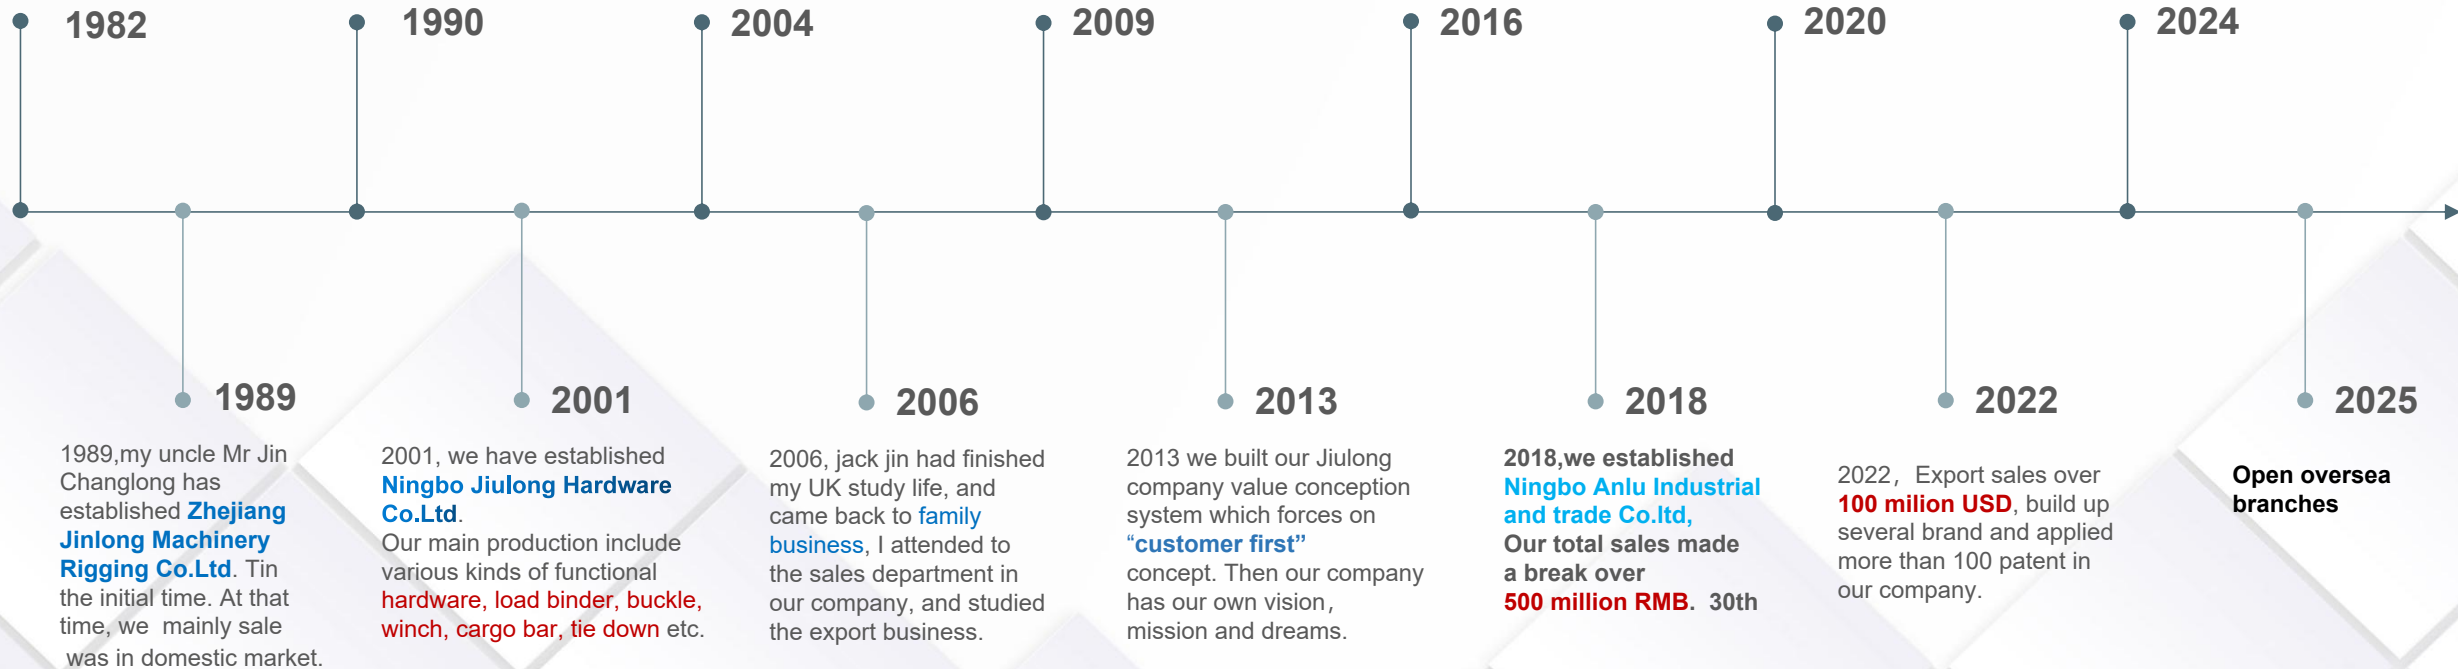 1982
1990
2004
2009
2016
2020
2024
1989
1989,my uncle Mr Jin
Changlong has
established Zhejiang
Jinlong Machinery
Rigging Co.Ltd. Tin
the initial time. At that
time, we mainly sale
was in domestic market.
2001
2001, we have established
Ningbo Jiulong Hardware
Co.Ltd.
Our main production include
various kinds of functional
hardware, load binder, buckle,
winch, cargo bar, tie down etc.
2006
2006, jack jin had finished
my UK study life, and
came back to family
business, I attended to
the sales department in
our company, and studied
the export business.
2013
2013 we built our Jiulong
company value conception
system which forces on
“customer first”
concept. Then our company
has our own vision，
mission and dreams.
2018
2018,we established
Ningbo Anlu Industrial
and trade Co.ltd,
Our total sales made
a break over
500 million RMB. 30th
2022
2022，Export sales over
100 milion USD, build up
several brand and applied
more than 100 patent in
our company.
2025
Open oversea
branches